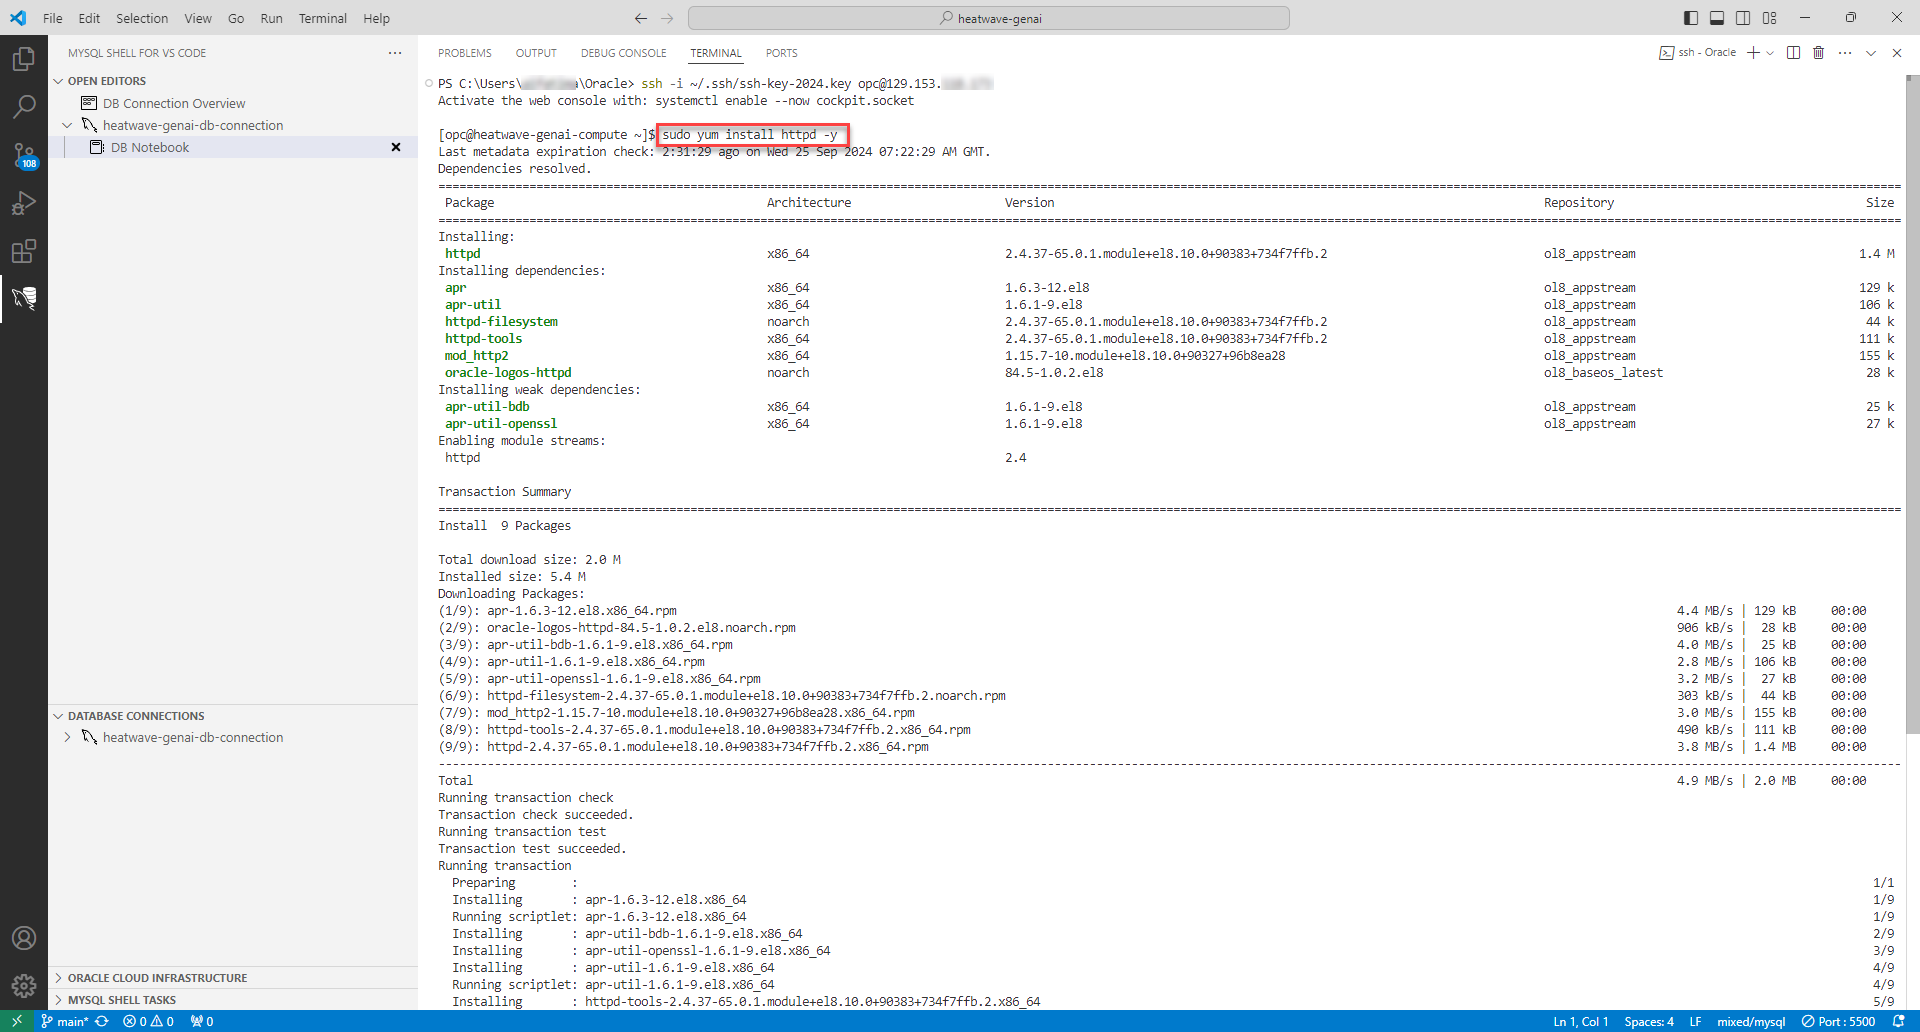 File Edit Selection View Go Run Terminal Help
heatwave-genai
MYSQL SHELL FOR VS CODE
OPEN EDITORS
DB Connection Overview
heatwave-genai-db-connection
DB Notebook
108
DATABASE CONNECTIONS
heatwave-genai-db-connection
ORACLE CLOUD INFRASTRUCTURE
MYSQL SHELL TASKS
PROBLEMS OUTPUT DEBUG CONSOLE TERMINAL PORTS
ssh - Oracle
PS C:\Users\ a\Oracle> ssh -i ~/.ssh/ssh-key-2024.key opc@129.153.
Activate the web console with: systemctl enable --now cockpit.socket
[opc@heatwave-genai-compute ~]$ sudo yum install httpd -y
Last metadata expiration check: 2:31:29 ago on Wed 25 Sep 2024 07:22:29 AM GMT.
Dependencies resolved.
================================================================================
Package Architecture Version Repository Size
================================================================================
Installing:
httpd x86_64 2.4.37-65.0.1.module+el8.10.0+90383+734f7ffb.2 ol8_appstream 1.4 M
Installing dependencies:
apr x86_64 1.6.3-12.el8 ol8_appstream 129 k
apr-util x86_64 1.6.1-9.el8 ol8_appstream 106 k
httpd-filesystem noarch 2.4.37-65.0.1.module+el8.10.0+90383+734f7ffb.2 ol8_appstream 44 k
httpd-tools x86_64 2.4.37-65.0.1.module+el8.10.0+90383+734f7ffb.2 ol8_appstream 111 k
mod_http2 x86_64 1.15.7-10.module+el8.10.0+90327+96b8ea28 ol8_appstream 155 k
oracle-logos-httpd noarch 84.5-1.0.2.el8 ol8_baseos_latest 28 k
Installing weak dependencies:
apr-util-bdb x86_64 1.6.1-9.el8 ol8_appstream 25 k
apr-util-openssl x86_64 1.6.1-9.el8 ol8_appstream 27 k
Enabling module streams:
httpd 2.4
Transaction Summary
================================================================================
Install 9 Packages
Total download size: 2.0 M
Installed size: 5.4 M
Downloading Packages:
(1/9): apr-1.6.3-12.el8.x86_64.rpm 4.4 MB/s | 129 kB 00:00
(2/9): oracle-logos-httpd-84.5-1.0.2.el8.noarch.rpm 906 kB/s | 28 kB 00:00
(3/9): apr-util-bdb-1.6.1-9.el8.x86_64.rpm 4.0 MB/s | 25 kB 00:00
(4/9): apr-util-1.6.1-9.el8.x86_64.rpm 2.8 MB/s | 106 kB 00:00
(5/9): apr-util-openssl-1.6.1-9.el8.x86_64.rpm 3.2 MB/s | 27 kB 00:00
(6/9): httpd-filesystem-2.4.37-65.0.1.module+el8.10.0+90383+734f7ffb.2.noarch.rpm 303 kB/s | 44 kB 00:00
(7/9): mod_http2-1.15.7-10.module+el8.10.0+90327+96b8ea28.x86_64.rpm 3.0 MB/s | 155 kB 00:00
(8/9): httpd-tools-2.4.37-65.0.1.module+el8.10.0+90383+734f7ffb.2.x86_64.rpm 490 kB/s | 111 kB 00:00
(9/9): httpd-2.4.37-65.0.1.module+el8.10.0+90383+734f7ffb.2.x86_64.rpm 3.8 MB/s | 1.4 MB 00:00
--------------------------------------------------------------------------------
Total 4.9 MB/s | 2.0 MB 00:00
Running transaction check
Transaction check succeeded.
Running transaction test
Transaction test succeeded.
Running transaction
Preparing : 1/1
Installing : apr-1.6.3-12.el8.x86_64 1/9
Running scriptlet: apr-1.6.3-12.el8.x86_64 1/9
Installing : apr-util-bdb-1.6.1-9.el8.x86_64 2/9
Installing : apr-util-openssl-1.6.1-9.el8.x86_64 3/9
Installing : apr-util-1.6.1-9.el8.x86_64 4/9
Running scriptlet: apr-util-1.6.1-9.el8.x86_64 4/9
Installing : httpd-tools-2.4.37-65.0.1.module+el8.10.0+90383+734f7ffb.2.x86_64 5/9
main* 0 0 0 Ln 1, Col 1 Spaces: 4 LF mixed/mysql Port : 5500